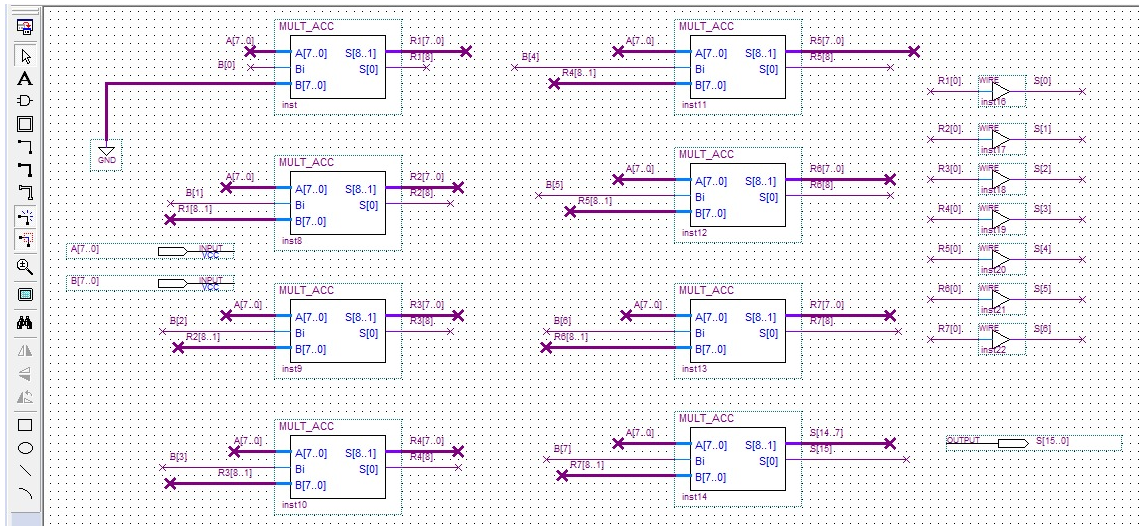 MULT_ACC
A[7..0]
B[0]
A[7..0]
Bi
B[7..0]
S[8..1]
S[0]
R1[7..0]
R1[8]
inst
GND
MULT_ACC
A[7..0]
B[1]
R1[8..1]
A[7..0]
Bi
B[7..0]
S[8..1]
S[0]
R2[7..0]
R2[8]
inst8
A[7..0]
INPUT
VCC
B[7..0]
INPUT
VCC
MULT_ACC
A[7..0]
B[2]
R2[8..1]
A[7..0]
Bi
B[7..0]
S[8..1]
S[0]
R3[7..0]
R3[8]
inst9
MULT_ACC
A[7..0]
B[3]
R3[8..1]
A[7..0]
Bi
B[7..0]
S[8..1]
S[0]
R4[7..0]
R4[8]
inst10
MULT_ACC
A[7..0]
B[4]
R4[8..1]
A[7..0]
Bi
B[7..0]
S[8..1]
S[0]
R5[7..0]
R5[8]
inst11
MULT_ACC
A[7..0]
B[5]
R5[8..1]
A[7..0]
Bi
B[7..0]
S[8..1]
S[0]
R6[7..0]
R6[8]
inst12
MULT_ACC
A[7..0]
B[6]
R6[8..1]
A[7..0]
Bi
B[7..0]
S[8..1]
S[0]
R7[7..0]
R7[8]
inst13
MULT_ACC
A[7..0]
B[7]
R7[8..1]
A[7..0]
Bi
B[7..0]
S[8..1]
S[0]
S[14..7]
S[15]
inst14
R1[0] WIRE S[0]
inst16
R2[0] WIRE S[1]
inst17
R3[0] WIRE S[2]
inst18
R4[0] WIRE S[3]
inst19
R5[0] WIRE S[4]
inst20
R6[0] WIRE S[5]
inst21
R7[0] WIRE S[6]
inst22
OUTPUT S[15..0]